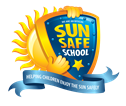 SUN
SAFE
SCHOOL
HELPING CHILDREN ENJOY THE SUN SAFELY